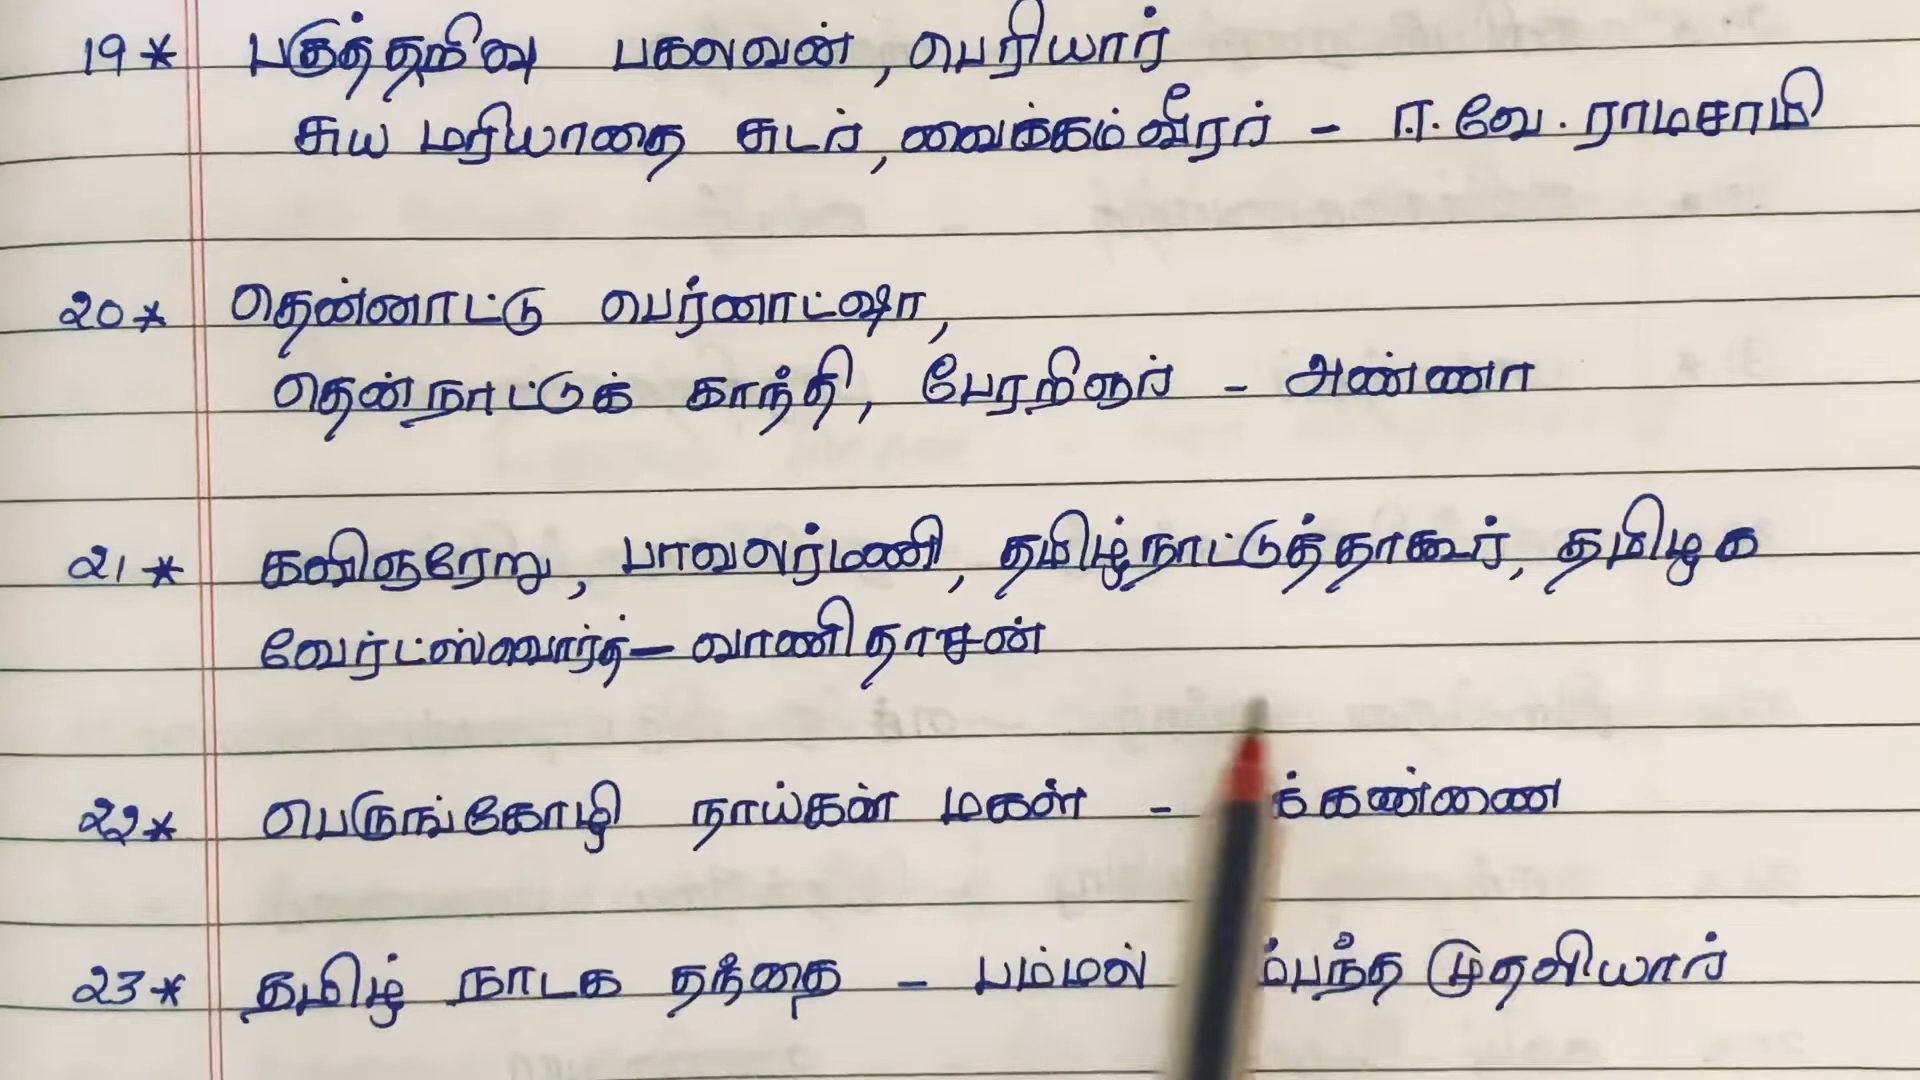 19* பகுத்தறிவு பகலவன், பெரியார்
சுய மரியாதை சுடர், வைக்கம்வீரர் - ஈ.வே.ராமசாமி
20* தென்னாட்டு பெர்னாட்ஷா,
தென்நாட்டுக் காந்தி, பேரறிஞர் - அண்ணா
21* கவிஞரேறு, பாவலர்மணி, தமிழ்நாட்டுத்தாகூர், தமிழக
வேர்ட்ஸ்வொர்த் - வாணிதாசன்
22* பெருங்கோழி நாய்கன் மகள் - க்கண்ணை
23* தமிழ் நாடக தந்தை - பம்மல் ம்பந்த முதலியார்